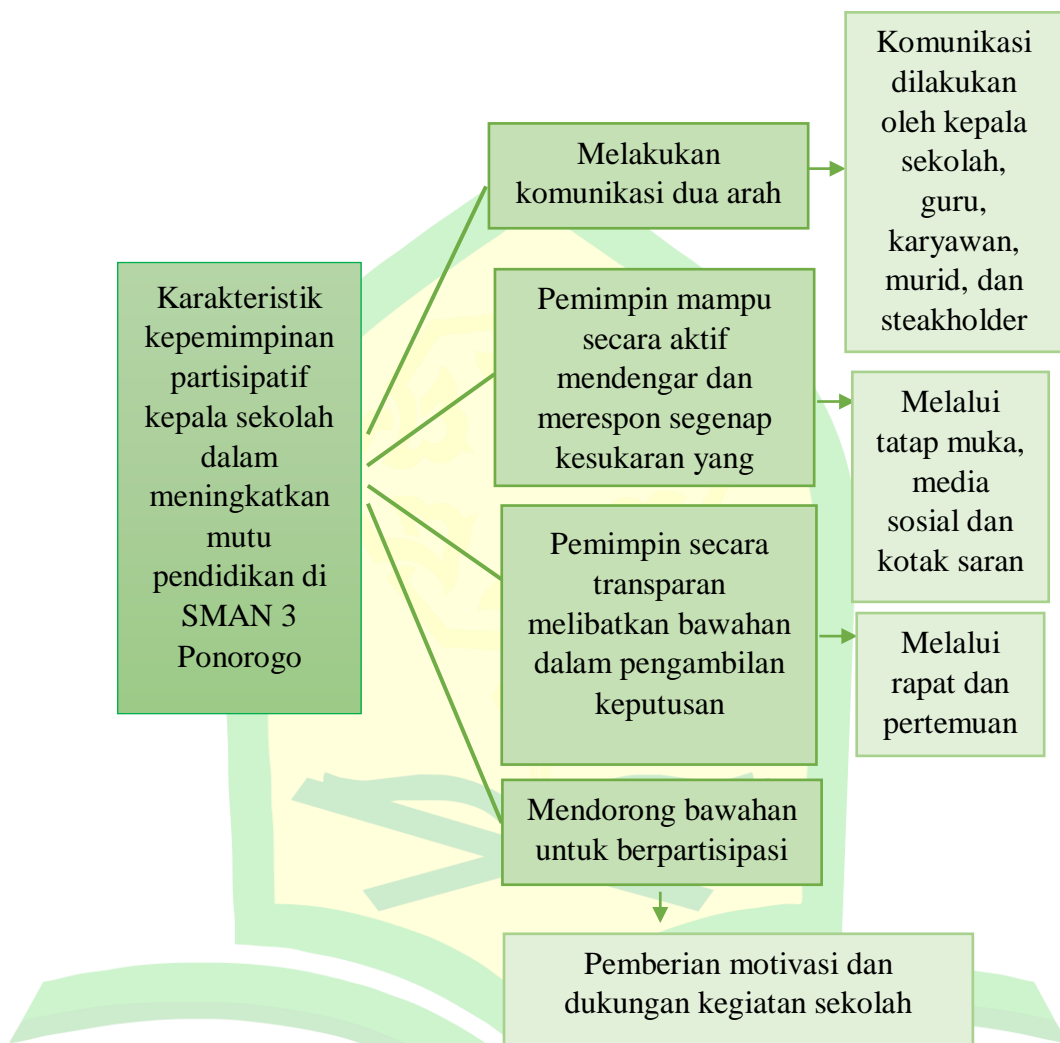 Karakteristik
kepemimpinan
partisipatif
kepala sekolah
dalam
meningkatkan
mutu
pendidikan di
SMAN 3
Ponorogo
Melakukan
komunikasi dua arah
Komunikasi
dilakukan
oleh kepala
sekolah,
guru,
karyawan,
murid, dan
steakholder
Pemimpin mampu
secara aktif
mendengar dan
merespon segenap
kesukaran yang
Melalui
tatap muka,
media
sosial dan
kotak saran
Pemimpin secara
transparan
melibatkan bawahan
dalam pengambilan
keputusan
Melalui
rapat dan
pertemuan
Mendorong bawahan
untuk berpartisipasi
Pemberian motivasi dan
dukungan kegiatan sekolah